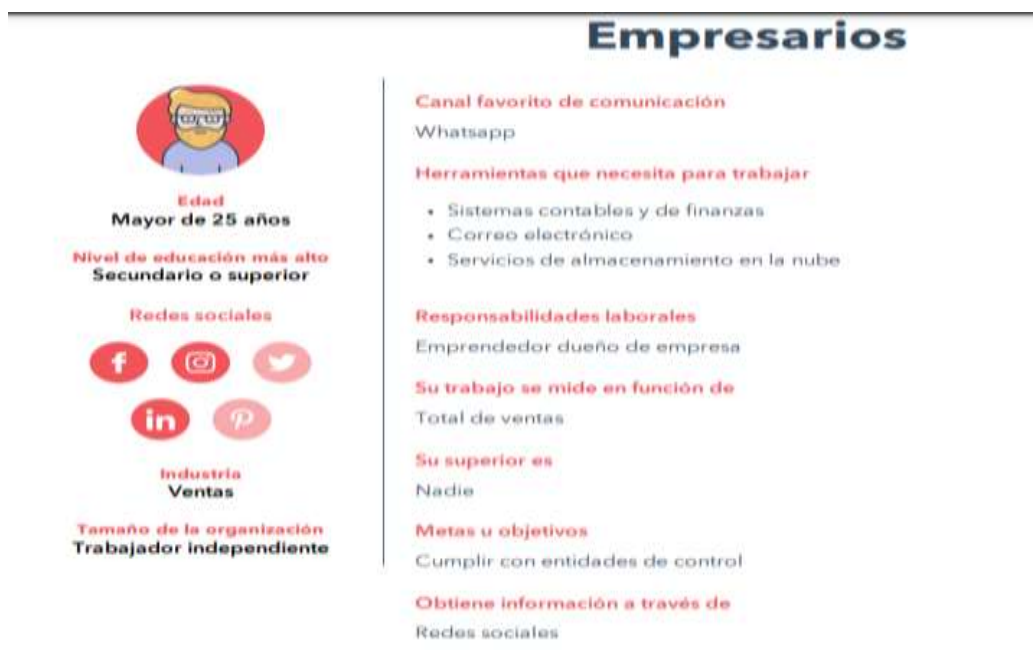 Empresarios
Edad
Mayor de 25 años
Nivel de educación más alto
Secundario o superior
Redes sociales
f
in
Industria
Ventas
Tamaño de la organización
Trabajador independiente
Canal favorito de comunicación
Whatsapp
Herramientas que necesita para trabajar
• Sistemas contables y de finanzas
• Correo electrónico
• Servicios de almacenamiento en la nube
Responsabilidades laborales
Emprendedor dueño de empresa
Su trabajo se mide en función de
Total de ventas
Su superior es
Nadie
Metas u objetivos
Cumplir con entidades de control
Obtiene información a través de
Redes sociales